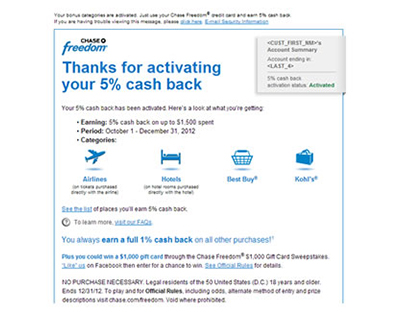 Your bonus categories are activated. Just use your Chase Freedom® credit card and earn 5% cash back.
If you are having trouble viewing this message, please click here. E-mail Security Information
CHASE
freedom®
<CUST_FIRST_NM>'s
Account Summary
Account ending in
<LAST_4>
5% cash back
activation status: Activated
Thanks for activating
your 5% cash back
Your 5% cash back has been activated. Here's a look at what you're getting:
• Earning: 5% cash back on up to $1,500 spent
• Period: October 1 - December 31, 2012
• Categories:
Airlines
(on tickets purchased
directly with the airline)
Hotels
(on hotel rooms purchased
directly with the hotel)
Best Buy®
Kohl's®
See the list of places you'll earn 5% cash back.
? To learn more, visit our FAQs.
You always earn a full 1% cash back on all other purchases!
Plus you could win a $1,000 gift card through the Chase Freedom® $1,000 Gift Card Sweepstakes.
"Like" us on Facebook then enter for a chance to win. See Official Rules for details.
NO PURCHASE NECESSARY. Legal residents of the 50 United States (D.C.) 18 years and older.
Ends 12/31/12. To play and for Official Rules, including odds, alternate method of entry and prize
descriptions visit chase.com/freedom. Void where prohibited.